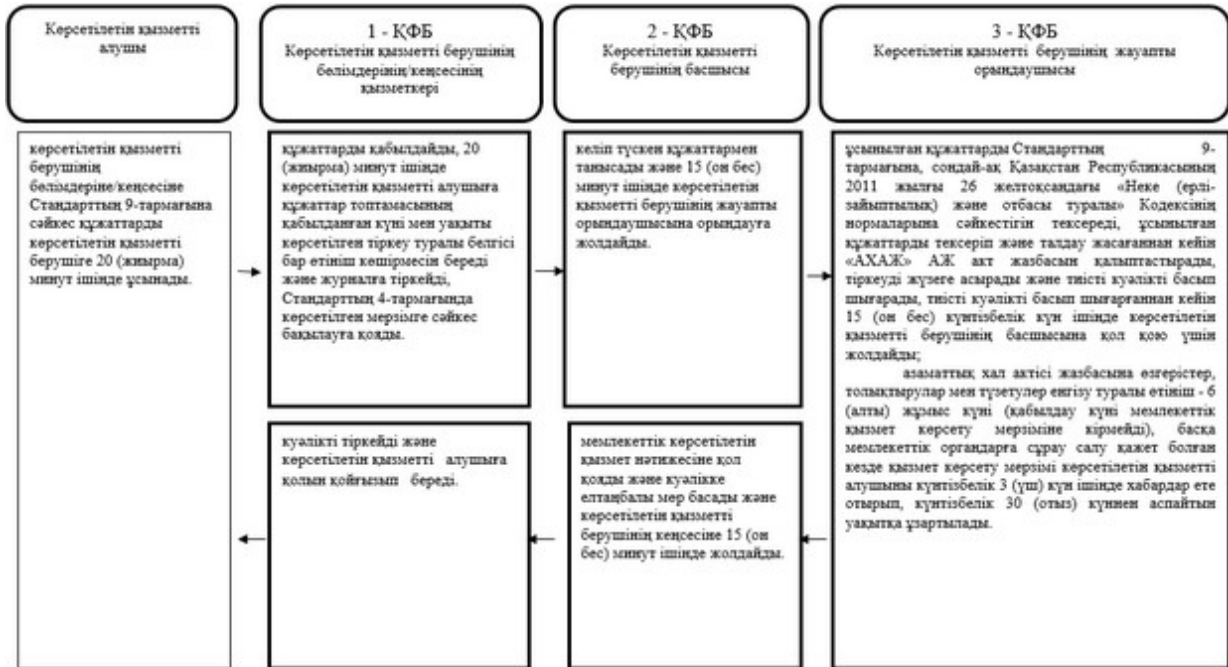 Көрсетілетін қызметті
алушы
1 - ҚФБ
Көрсетілетін қызметті берушінің
бөлімдерінің/кеңсесінің
қызметкері
2 - ҚФБ
Көрсетілетін қызметті
берушінің басшысы
3 - ҚФБ
Көрсетілетін қызметті берушінің жауапты
орындаушысы
көрсетілетін қызметті
берушінің
бөлімдеріне/кеңсесіне
Стандарттың 9-тармағына
сәйкес құжаттарды
көрсетілетін қызметті
берушіге 20 (жиырма)
минут ішінде ұсынады.
құжаттарды қабылдайды, 20
(жиырма) минут ішінде
көрсетілетін қызметті алушыға
құжаттар топтамасының
қабылданған күні мен уақыты
көрсетілген тіркеу туралы белгісі
бар өтініш көшірмесін береді
және журналға тіркейді,
Стандарттың 4-тармағында
көрсетілген мерзімге сәйкес
бақылауға қояды.
келіп түскен құжаттармен
танысады және 15 (он бес)
минут ішінде көрсетілетін
қызметті берушінің жауапты
орындаушысына орындауға
жолдайды.
ұсынылған құжаттарды Стандарттың 9-
тармағына, сондай-ақ Қазақстан Республикасының
2011 жылғы 26 желтоқсандағы «Неке (ерлі-
зайыптылық) және отбасы туралы» Кодексінің
нормаларына сәйкестігін тексереді, ұсынылған
құжаттарды тексеріп және талдау жасағаннан кейін
«АХАЖ» АЖ акт жазбасын қалыптастырады,
тіркеуді жүзеге асырады және тиісті куәлікті басып
шығарады, тиісті куәлікті басып шығарғаннан кейін
15 (он бес) күнтізбелік күн ішінде көрсетілетін
қызметті берушінің басшысына қол қою үшін
жолдайды;
азаматтық хал актісі жазбасына өзгерістер,
толықтырулар мен түзетулер енгізу туралы өтініш - 6
(алты) жұмыс күні (қабылдау күні мемлекеттік
қызмет көрсету мерзіміне кірмейді), басқа
мемлекеттік органдарға сұрау салу қажет болған
кезде қызмет көрсету мерзімі көрсетілетін қызметті
алушыны күнтізбелік 3 (үш) күн ішінде хабардар ете
отырып, күнтізбелік 30 (отыз) күннен аспайтын
уақытқа ұзартылады.
куәлікті тіркейді және
көрсетілетін қызметті алушыға
қолын қойғызып береді.
мемлекеттік көрсетілетін
қызмет нәтижесіне қол
қояды және куәлікке
елтаңбалы мөр басады және
көрсетілетін қызметті
берушінің кеңсесіне 15 (он
бес) минут ішінде жолдайды.